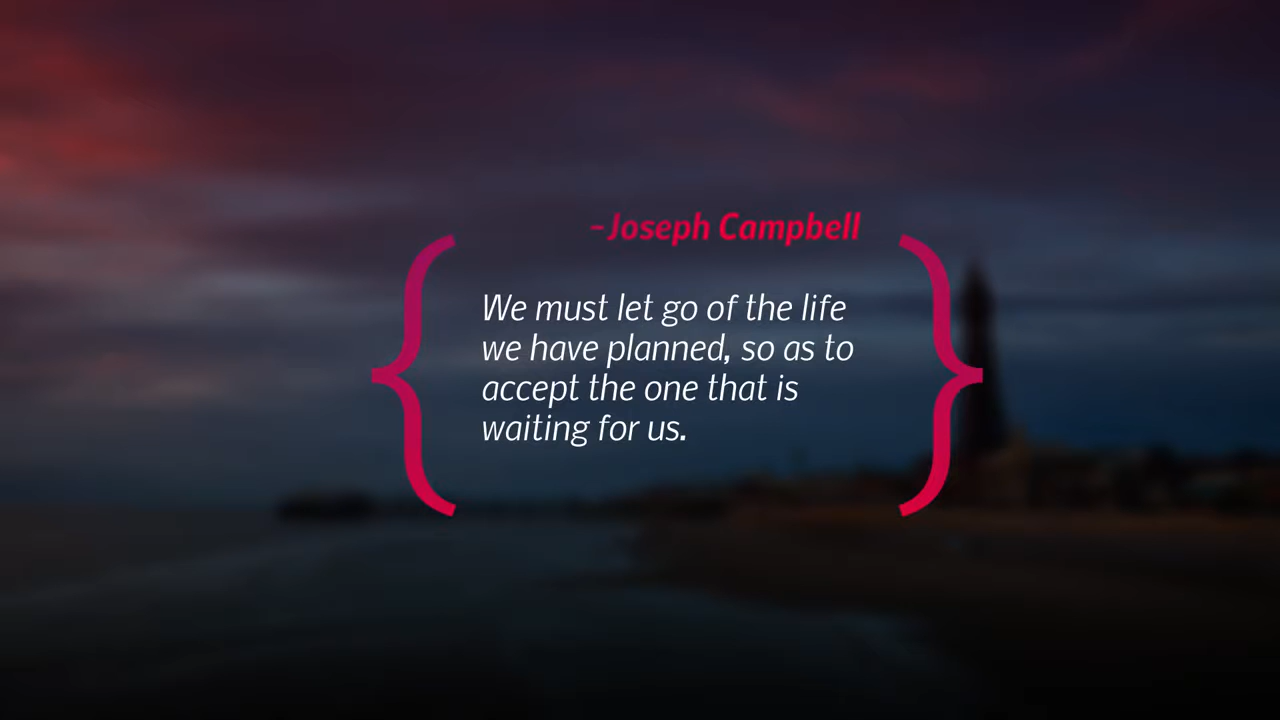 -Joseph Campbell
We must let go of the life
we have planned, so as to
accept the one that is
waiting for us.